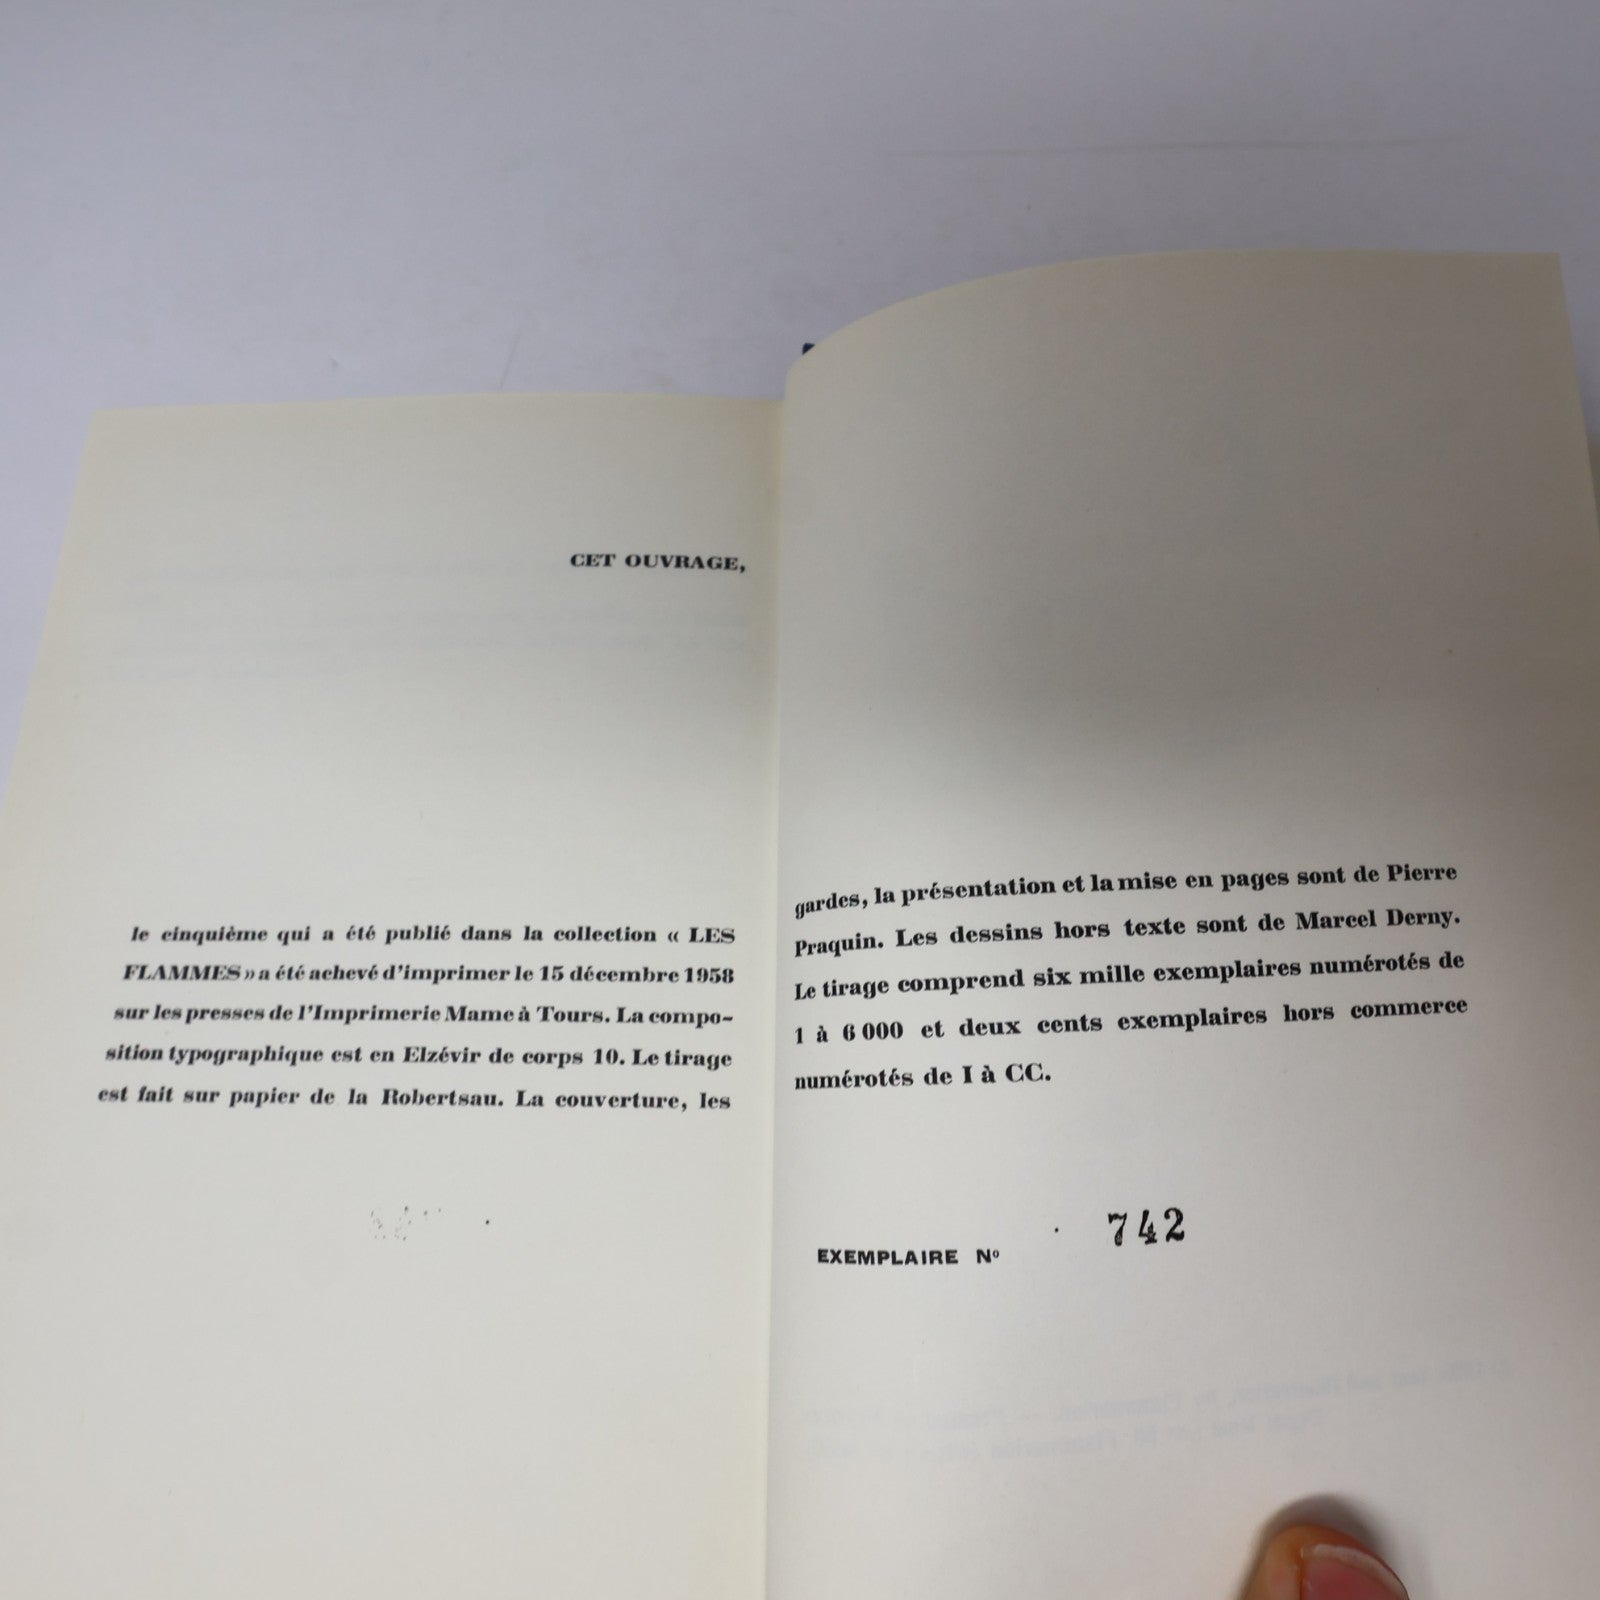 CET OUVRAGE,
le cinquième qui a été publié dans la collection « LES
FLAMMES » a été achevé d'imprimer le 15 décembre 1958
sur les presses de l'Imprimerie Mame à Tours. La compo-
sition typographique est en Elzévir de corps 10. Le tirage
est fait sur papier de la Robertsau. La couverture, les
gardes, la présentation et la mise en pages sont de Pierre
Praquin. Les dessins hors texte sont de Marcel Derny.
Le tirage comprend six mille exemplaires numérotés de
1 à 6 000 et deux cents exemplaires hors commerce
numérotés de I à CC.
EXEMPLAIRE Nº 742